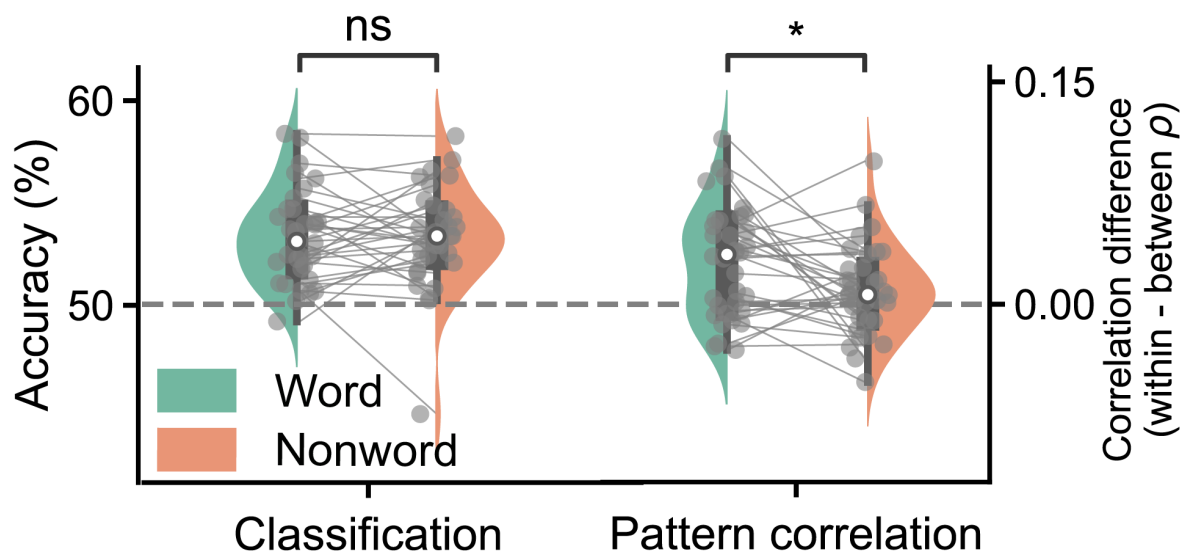 ns
*
60
50
Accuracy (%)
Word
Nonword
0.15
0.00
Correlation difference
(within - between ρ)
Classification
Pattern correlation